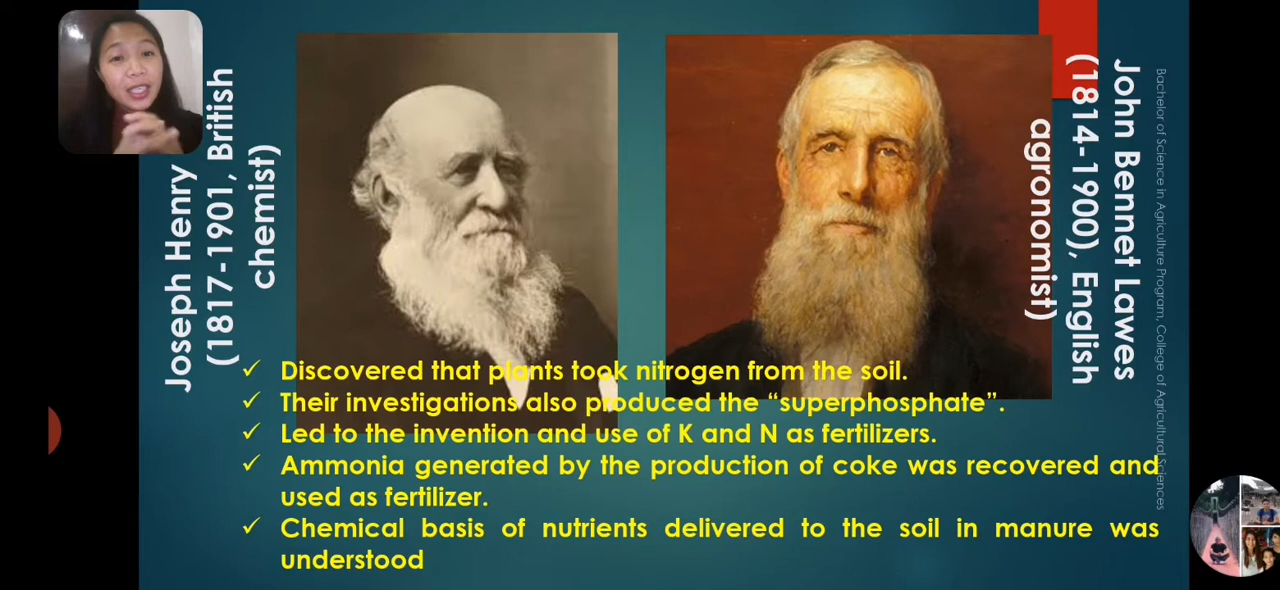 Joseph Henry
(1817-1901, British
chemist)
John Bennet Lawes
(1814-1900), English
agronomist)
Bachelor of Science in Agriculture Program, College of Agricultural Sciences
✓ Discovered that plants took nitrogen from the soil.
✓ Their investigations also produced the “superphosphate”.
✓ Led to the invention and use of K and N as fertilizers.
✓ Ammonia generated by the production of coke was recovered and
used as fertilizer.
✓ Chemical basis of nutrients delivered to the soil in manure was
understood